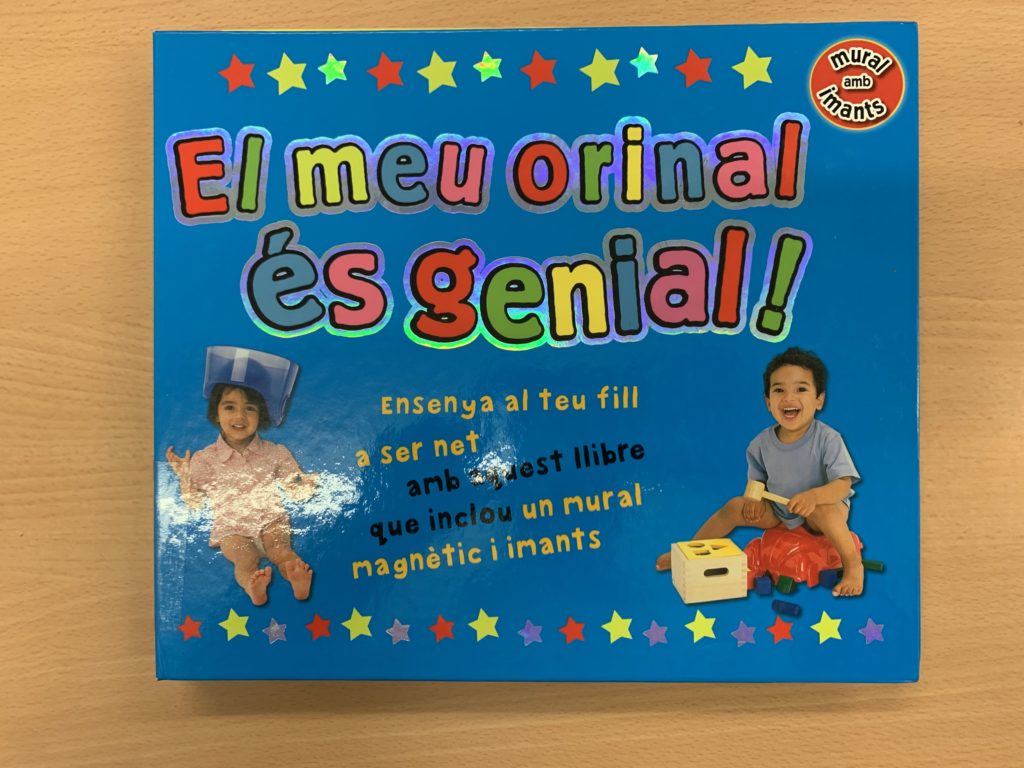 mural
amb
imants
El meu orinal
és genial!
Ensenya al teu fill
a ser net
amb aquest llibre
que inclou un mural
magnètic i imants